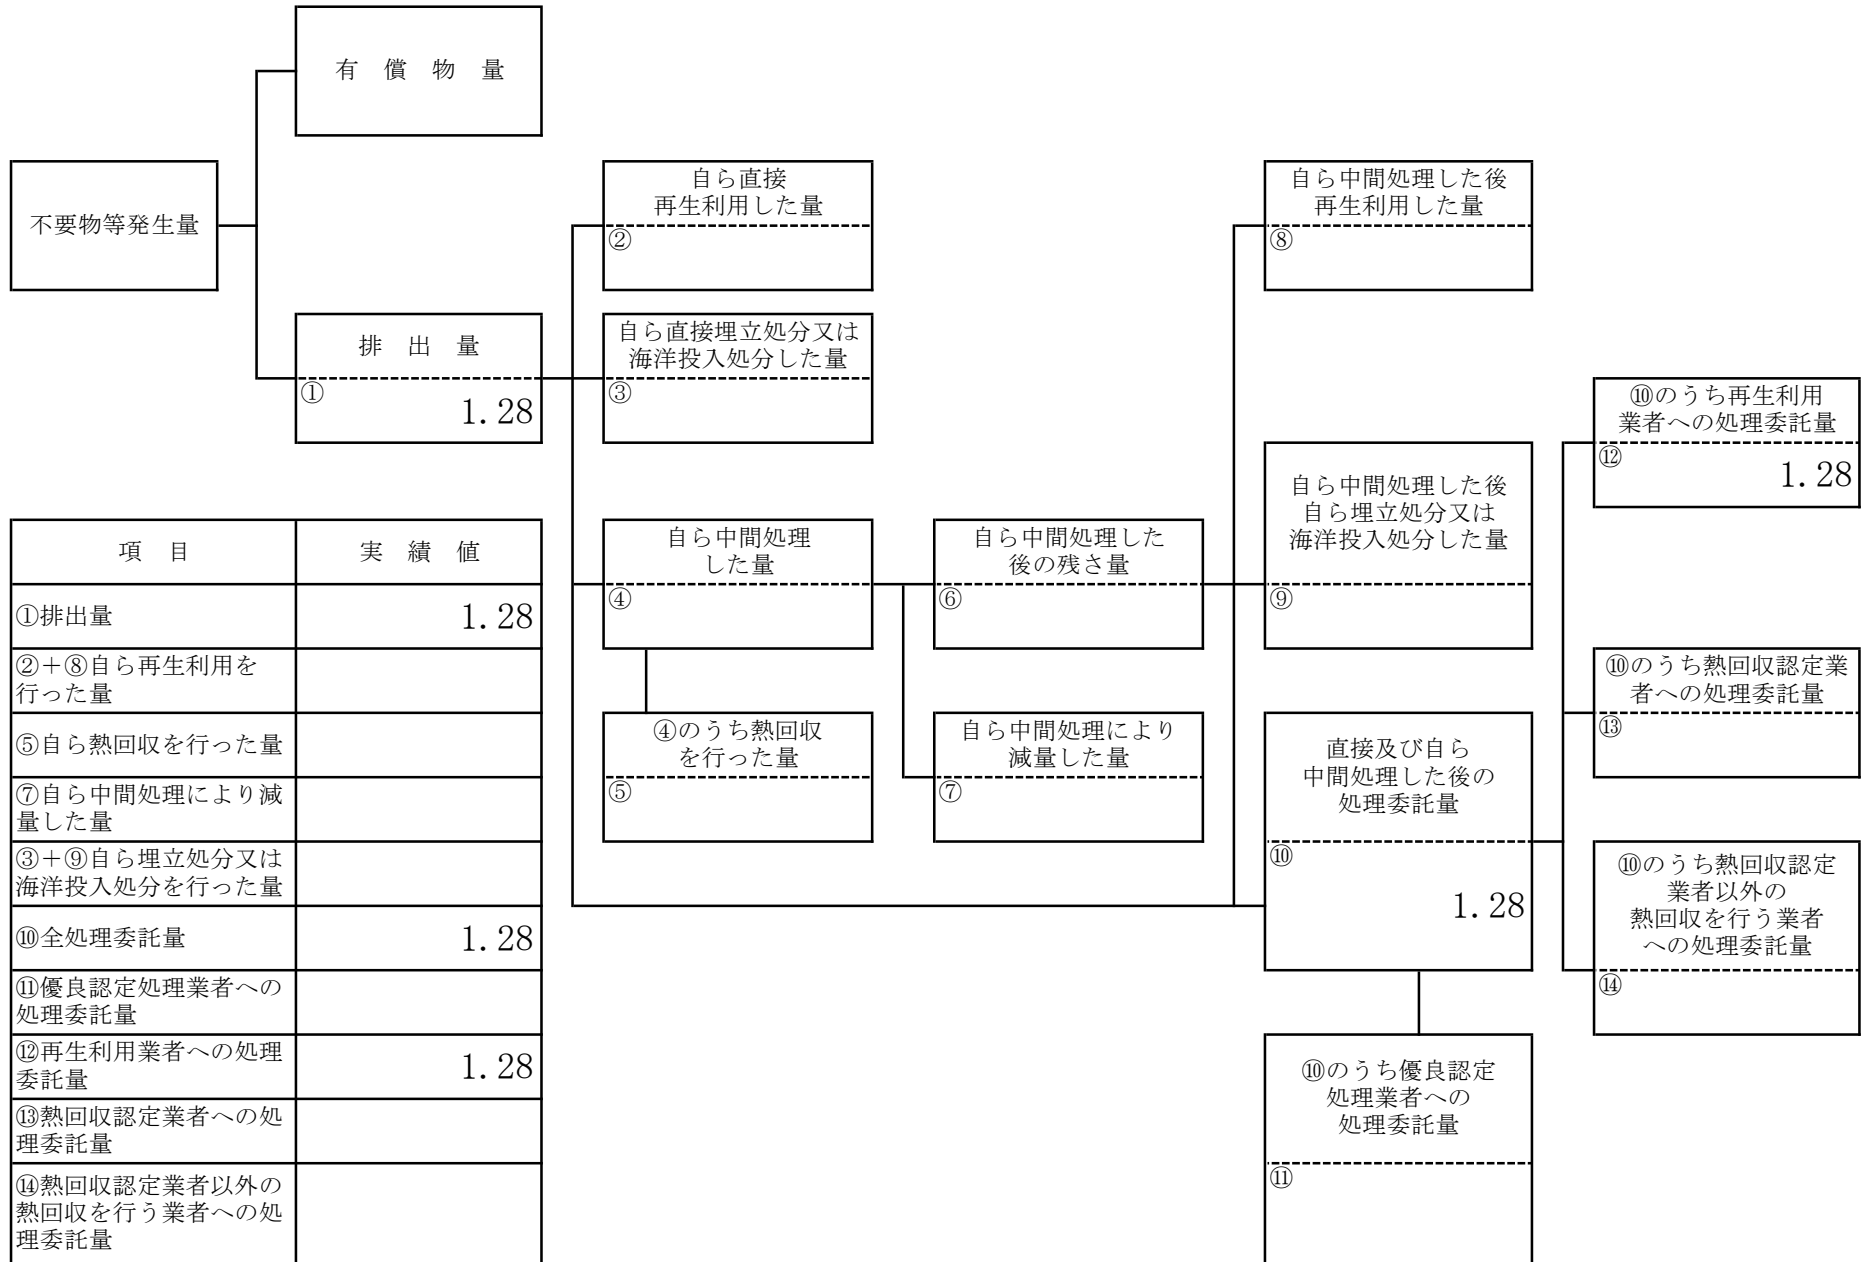 有 償 物 量
不要物等発生量
排 出 量
①
1.28
自ら直接
再生利用した量
②
自ら直接埋立処分又は
海洋投入処分した量
③
自ら中間処理
した量
④
④のうち熱回収
を行った量
⑤
自ら中間処理した
後の残さ量
⑥
自ら中間処理により
減量した量
⑦
自ら中間処理した後
再生利用した量
⑧
自ら中間処理した後
自ら埋立処分又は
海洋投入処分した量
⑨
直接及び自ら
中間処理した後の
処理委託量
⑩
1.28
⑩のうち優良認定
処理業者への
処理委託量
⑪
⑩のうち再生利用
業者への処理委託量
⑫
1.28
⑩のうち熱回収認定業
者への処理委託量
⑬
⑩のうち熱回収認定
業者以外の
熱回収を行う業者
への処理委託量
⑭
項 目 実 績 値
①排出量 1.28
②＋⑧自ら再生利用を
行った量
⑤自ら熱回収を行った量
⑦自ら中間処理により減
量した量
③＋⑨自ら埋立処分又は
海洋投入処分を行った量
⑩全処理委託量 1.28
⑪優良認定処理業者への
処理委託量
⑫再生利用業者への処理
委託量 1.28
⑬熱回収認定業者への処
理委託量
⑭熱回収認定業者以外の
熱回収を行う業者への処
理委託量